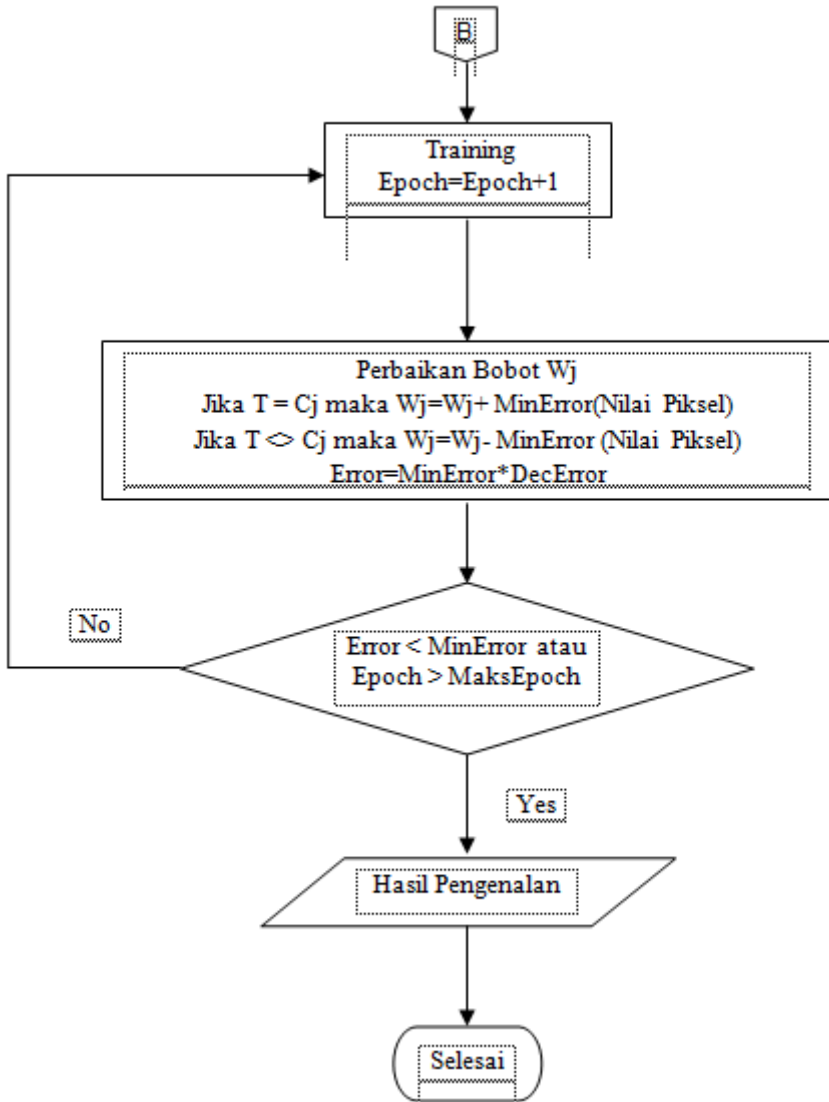 B
Training
Epoch=Epoch+1
Perbaikan Bobot Wj
Jika T = Cj maka Wj=Wj+ MinError(Nilai Piksel)
Jika T <> Cj maka Wj=Wj- MinError (Nilai Piksel)
Error=MinError*DecError
No
Error < MinError atau
Epoch > MaksEpoch
Yes
Hasil Pengenalan
Selesai